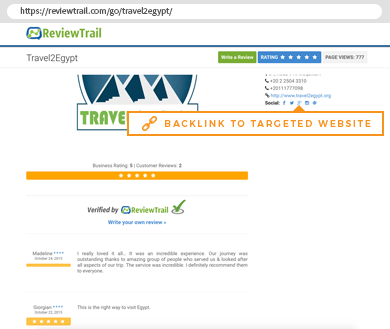 https://reviewtrail.com/go/travel2egypt/
ReviewTrail
Travel2Egypt
Write a Review
RATING
PAGE VIEWS: 777
+20 2 2504 3310
+20111777098
http://www.travel2egypt.org
Social:
TRAVE
BACKLINK TO TARGETED WEBSITE
Business Rating: 5 | Customer Reviews: 2
Verified by ReviewTrail
Write your own review »
Madeline ****
October 24, 2015
I really loved it all.. It was an incredible experience. Our journey was
outstanding thanks to amazing group of people who served us & looked after
all aspects of our trip. The service was incredible. I definitely recommend them
to everyone.
Giorgian ****
October 22, 2015
This is the right way to visit Egypt.